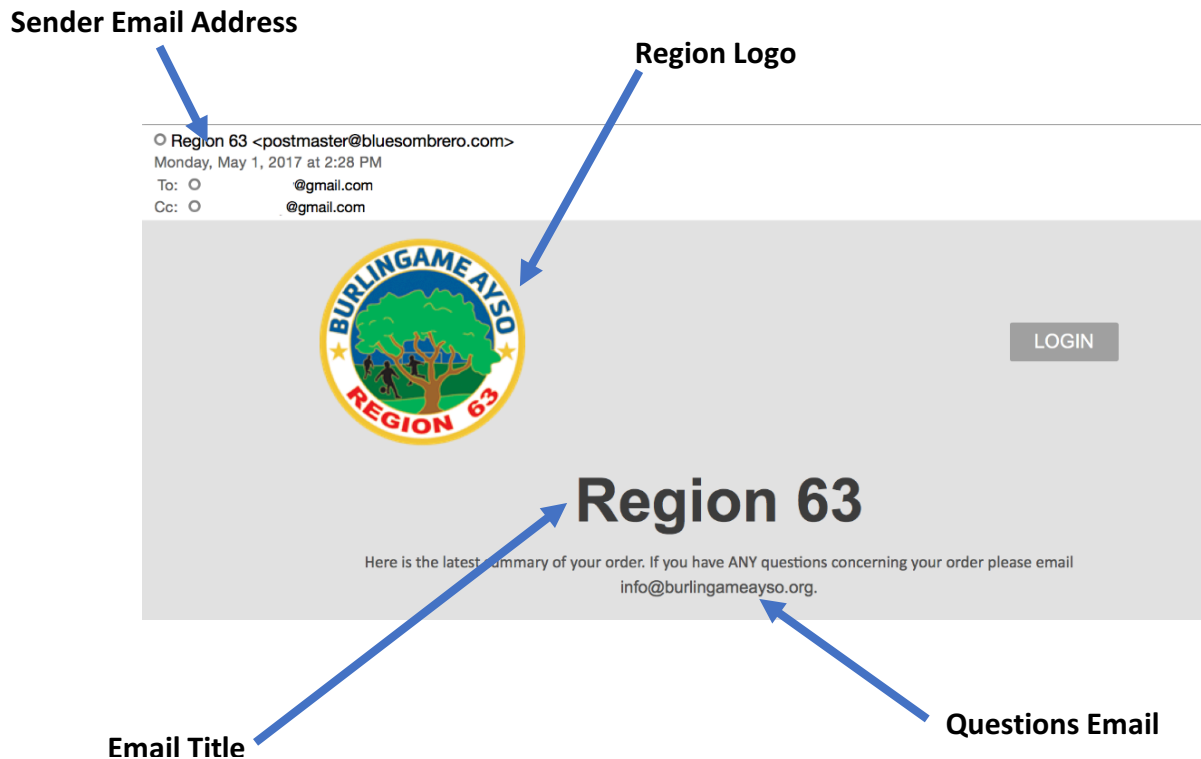 Sender Email Address
Region Logo
Region 63 <postmaster@bluesombrero.com>
Monday, May 1, 2017 at 2:28 PM
To: @gmail.com
Cc: @gmail.com
BURLINGAME AYSO
REGION 63
LOGIN
Region 63
Here is the latest summary of your order. If you have ANY questions concerning your order please email
info@burlingameayso.org.
Questions Email
Email Title